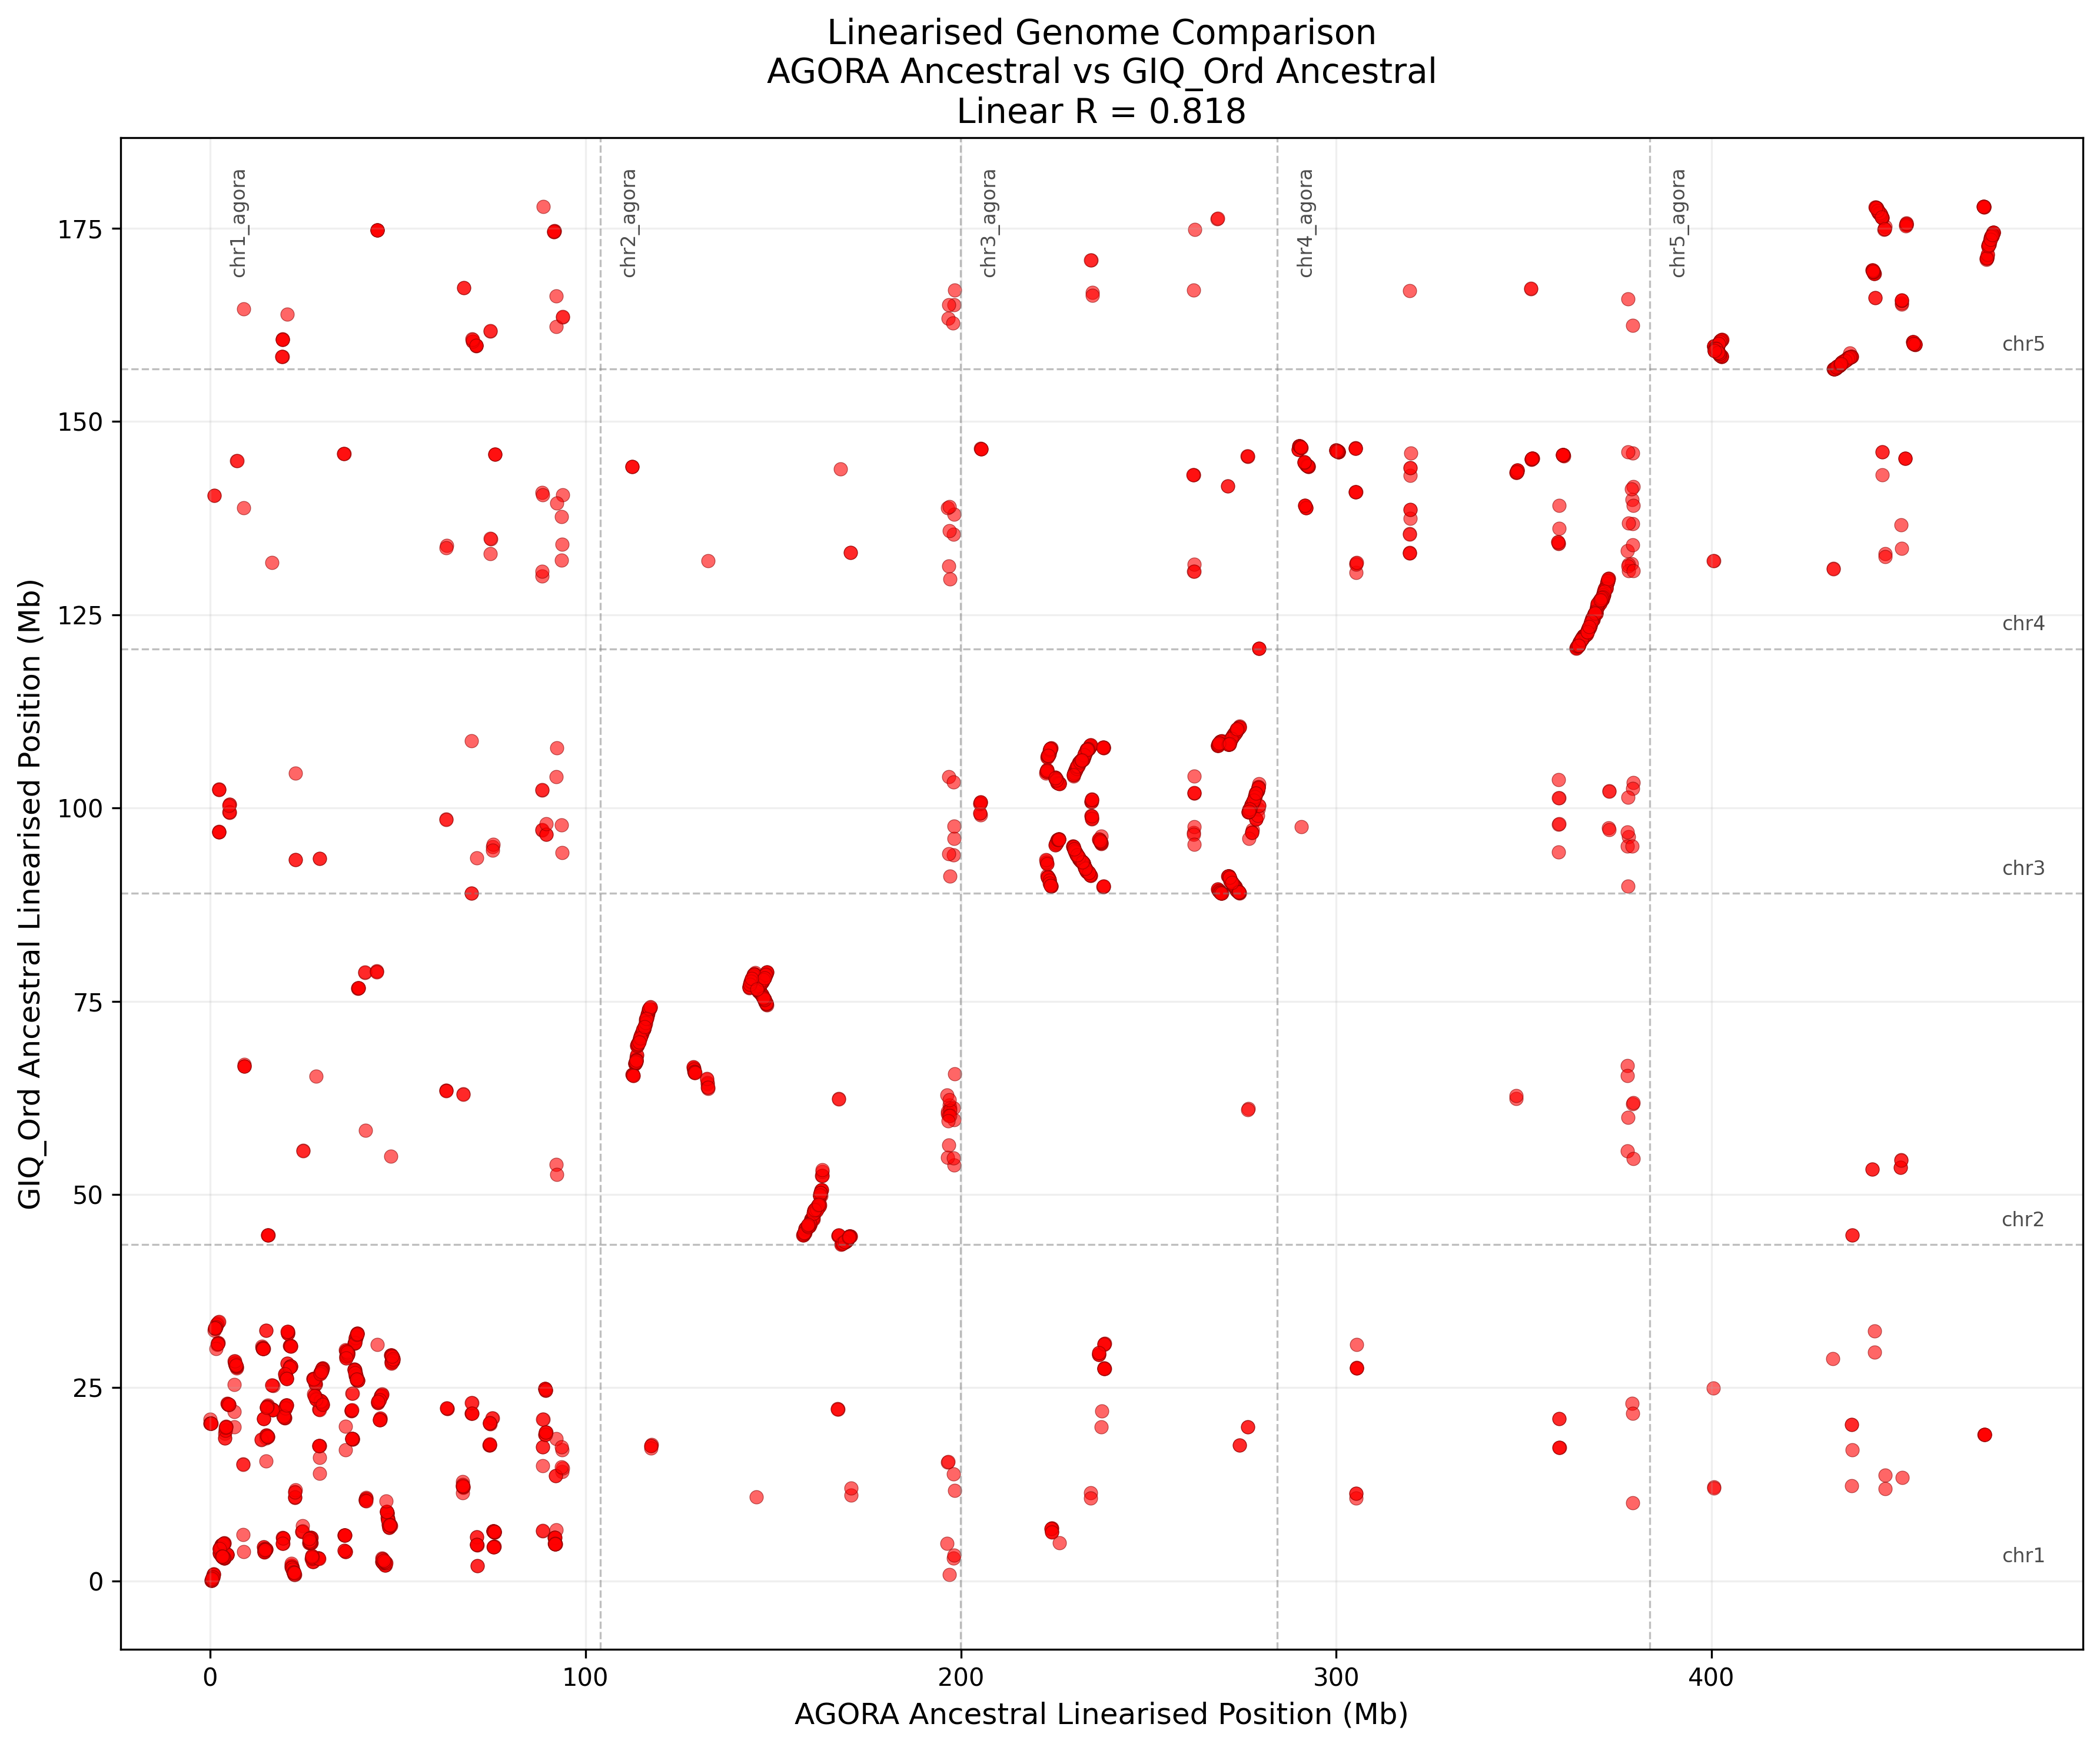 Linearised Genome Comparison
AGORA Ancestral vs GIQ_Ord Ancestral
Linear R = 0.818
chr1_agora
chr2_agora
chr3_agora
chr4_agora
chr5_agora
175
chr5
150
125
chr4
100
chr3
75
50
chr2
25
chr1
0
GIQ_Ord Ancestral Linearised Position (Mb)
0
100
200
300
400
AGORA Ancestral Linearised Position (Mb)